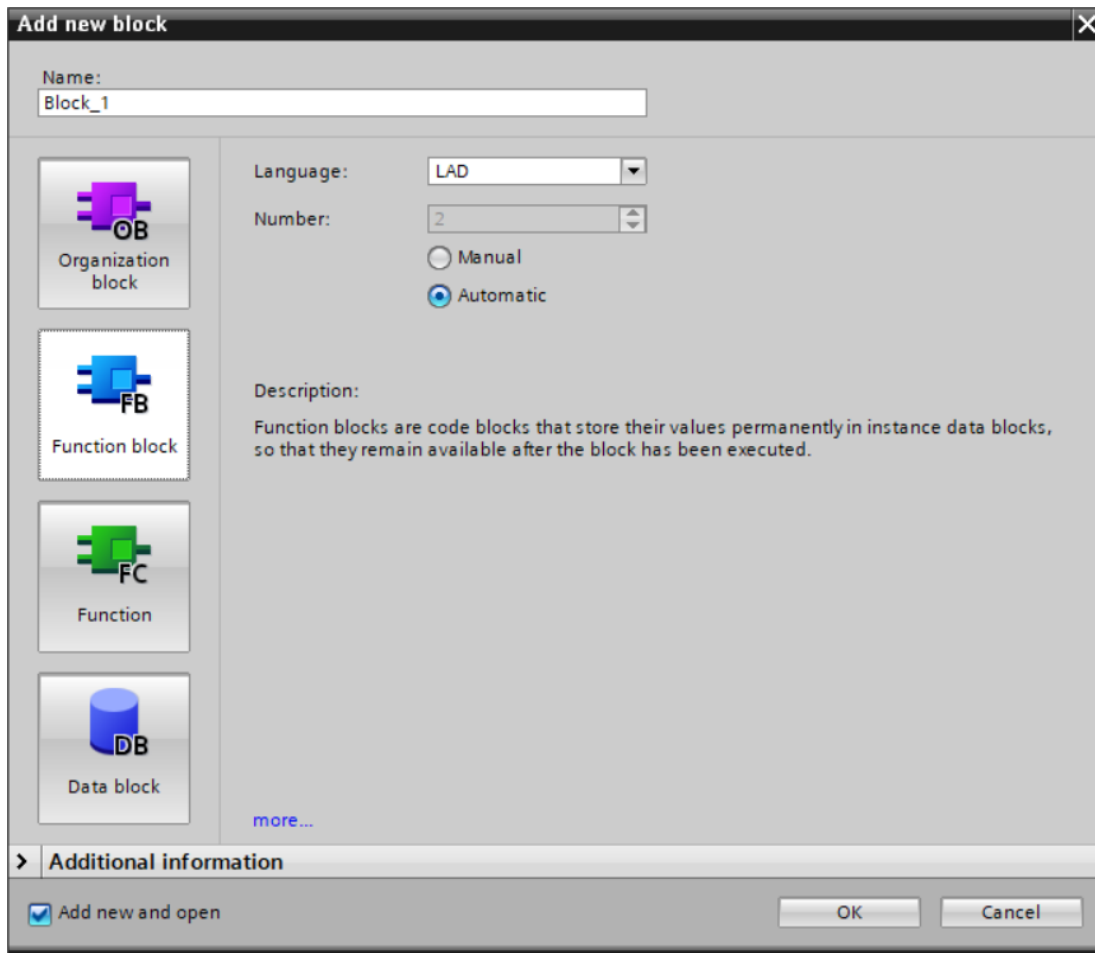 Add new block
Name:
Block_1
OB
Organization
block
FB
Function block
FC
Function
DB
Data block
Language:
LAD
Number:
2
Manual
Automatic
Description:
Function blocks are code blocks that store their values permanently in instance data blocks,
so that they remain available after the block has been executed.
more...
Additional information
Add new and open
OK
Cancel